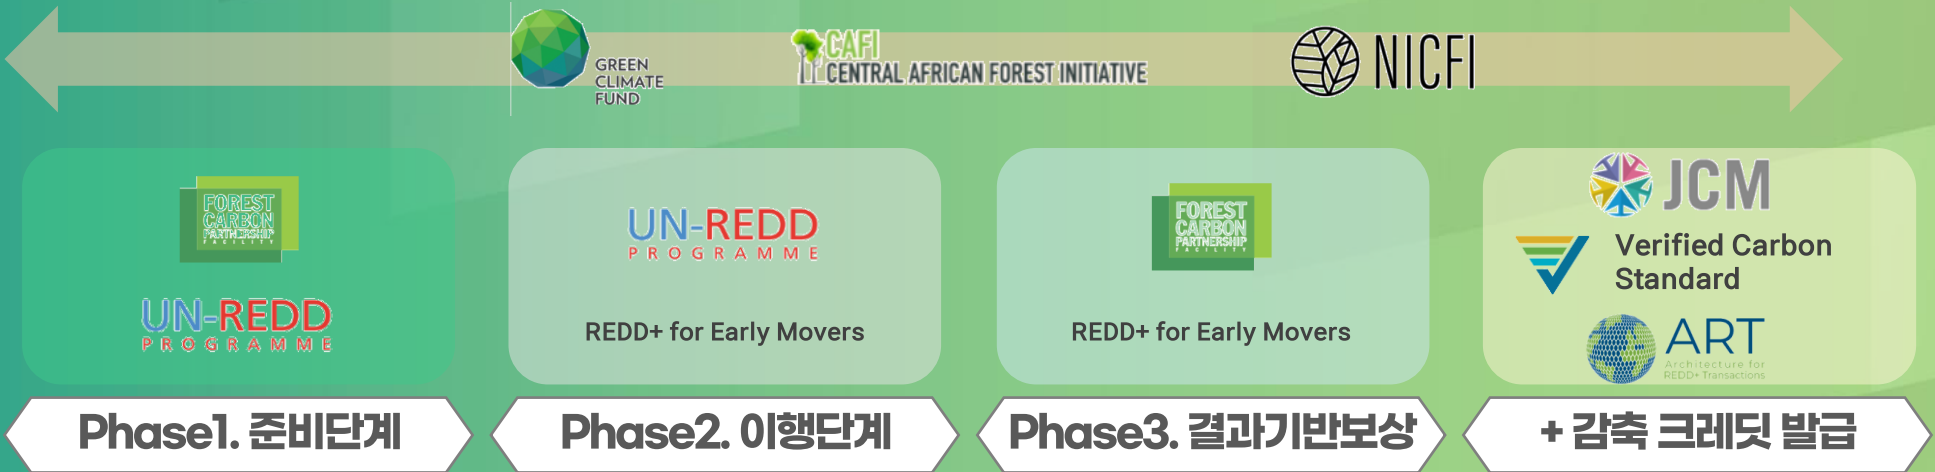 GREEN
CLIMATE
FUND
CAFI
CENTRAL AFRICAN FOREST INITIATIVE
NICFI
FOREST
CARBON
PARTNERSHIP
FACILITY
UN-REDD
PROGRAMME
UN-REDD
PROGRAMME
REDD+ for Early Movers
FOREST
CARBON
PARTNERSHIP
FACILITY
REDD+ for Early Movers
JCM
Verified Carbon
Standard
ART
Architecture for
REDD+ Transactions
Phase1. 준비단계
Phase2. 이행단계
Phase3. 결과기반보상
+ 감축 크레딧 발급